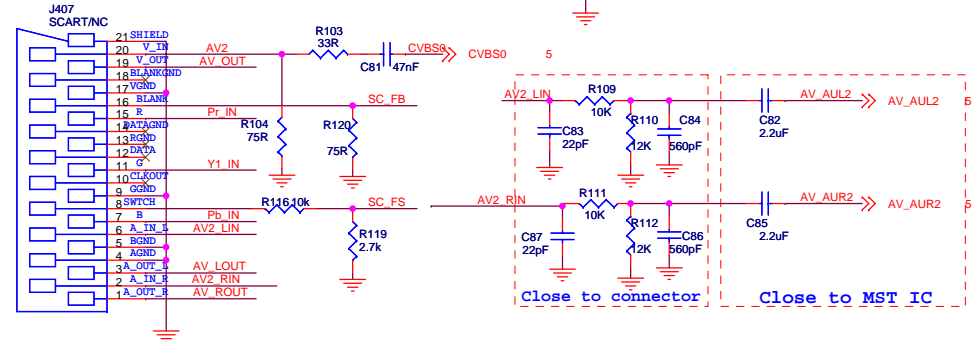 J407
SCART/NC
21 SHIELD
20 V_IN AV2
19 V_OUT AV_OUT
18 BLANKGND
17 VGND
16 BLANK SC_FB
15 R Pr_IN
14 DATAGND
13 RGND
12 DATA
11 G Y1_IN
10 CLKOUT
9 GGND
8 SWTCH SC_FS
7 B Pb_IN
6 A_IN_L AV2_LIN
5 BGND
4 AGND
3 A_OUT_L AV_LOUT
2 A_IN_R AV2_RIN
1 A_OUT_R AV_ROUT
R103
33R
C81 47nF
CVBS0 CVBS0 5
R104
75R
R120
75R
R116 10k
R119
2.7k
AV2_LIN
R109
10K
C83
22pF
R110
12K
C84
560pF
C82
2.2uF
AV_AUL2 AV_AUL2 5
AV2_RIN
R111
10K
C87
22pF
R112
12K
C86
560pF
C85
2.2uF
AV_AUR2 AV_AUR2 5
Close to connector
Close to MST IC